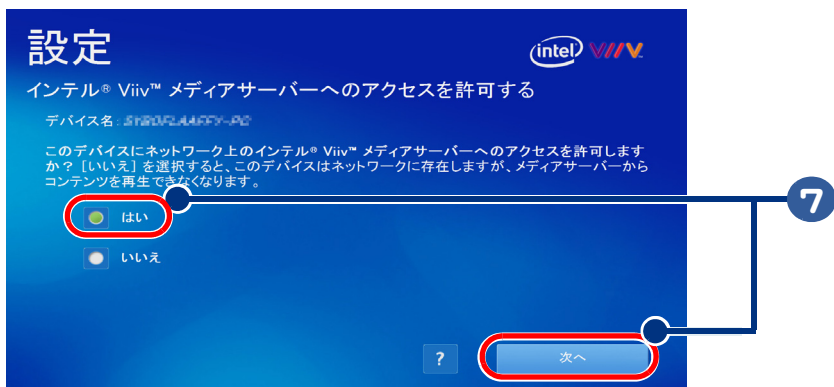 設定
intel VIIV
インテル® Viiv™ メディアサーバーへのアクセスを許可する
デバイス名:
このデバイスにネットワーク上のインテル® Viiv™ メディアサーバーへのアクセスを許可します
か？［いいえ］を選択すると、このデバイスはネットワークに存在しますが、メディアサーバーから
コンテンツを再生できなくなります。
はい
7
いいえ
?
次へ